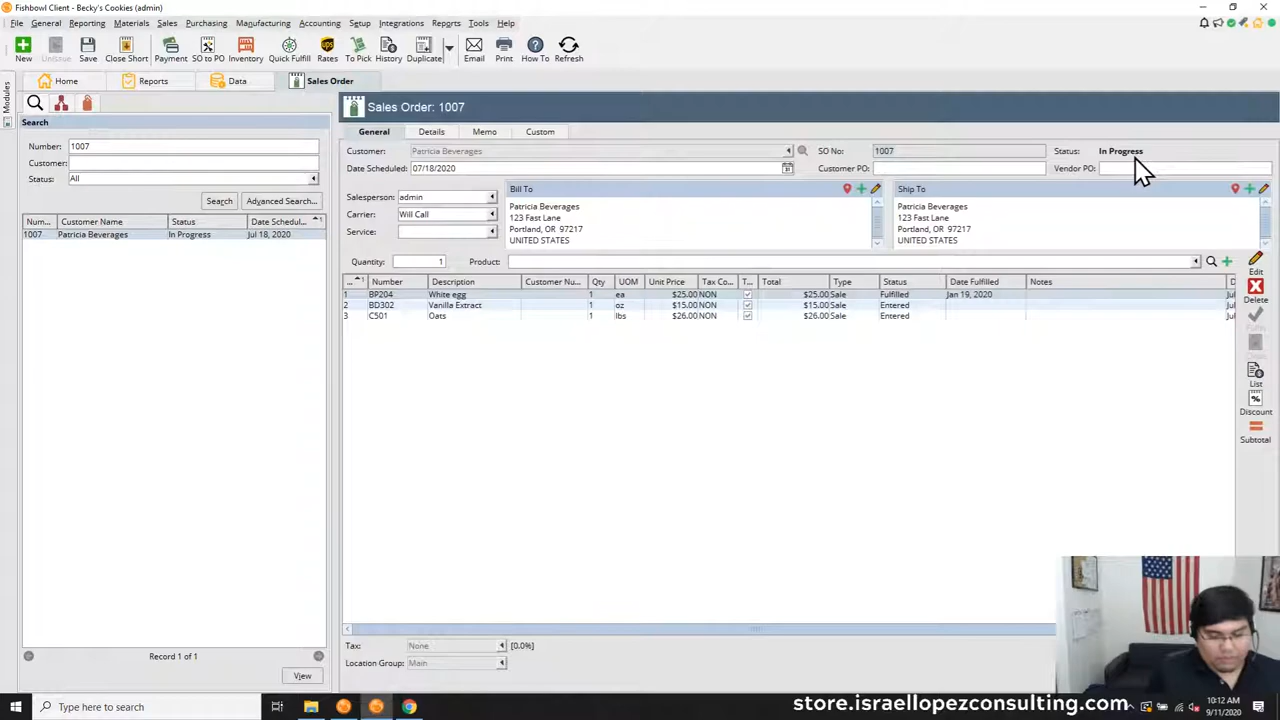 Fishbowl Client - Becky's Cookies (admin)
File General Reporting Materials Sales Purchasing Manufacturing Accounting Setup Integrations Reports Tools Help
New Unissue Save Close Short Payment SO to PO Inventory Quick Fulfill Rates To Pick History Duplicate Email Print How To Refresh
Home Reports Data Sales Order
Modules
Search
Number: 1007
Customer:
Status: All
Search Advanced Search...
Num... Customer Name Status Date Schedul...
1007 Patricia Beverages In Progress Jul 18, 2020
Record 1 of 1
View
Sales Order: 1007
General Details Memo Custom
Customer: Patricia Beverages SO No: 1007 Status: In Progress
Date Scheduled: 07/18/2020 Customer PO: Vendor PO:
Salesperson: admin
Carrier: Will Call
Service:
Bill To
Patricia Beverages
123 Fast Lane
Portland, OR 97217
UNITED STATES
Ship To
Patricia Beverages
123 Fast Lane
Portland, OR 97217
UNITED STATES
Quantity: 1 Product:
... Number Description Customer Nu... Qty UOM Unit Price Tax Co... T... Total Type Status Date Fulfilled Notes D
1 BP204 White egg 1 ea $25.00 NON $25.00 Sale Fulfilled Jan 19, 2020 Ju
2 BD302 Vanilla Extract 1 oz $15.00 NON $15.00 Sale Entered Ju
3 C501 Oats 1 lbs $26.00 NON $26.00 Sale Entered Ju
Edit
Delete
List
Discount
Subtotal
Tax: None [0.0%]
Location Group: Main
store.israellopezconsulting.com
Type here to search
10:12 AM
9/11/2020